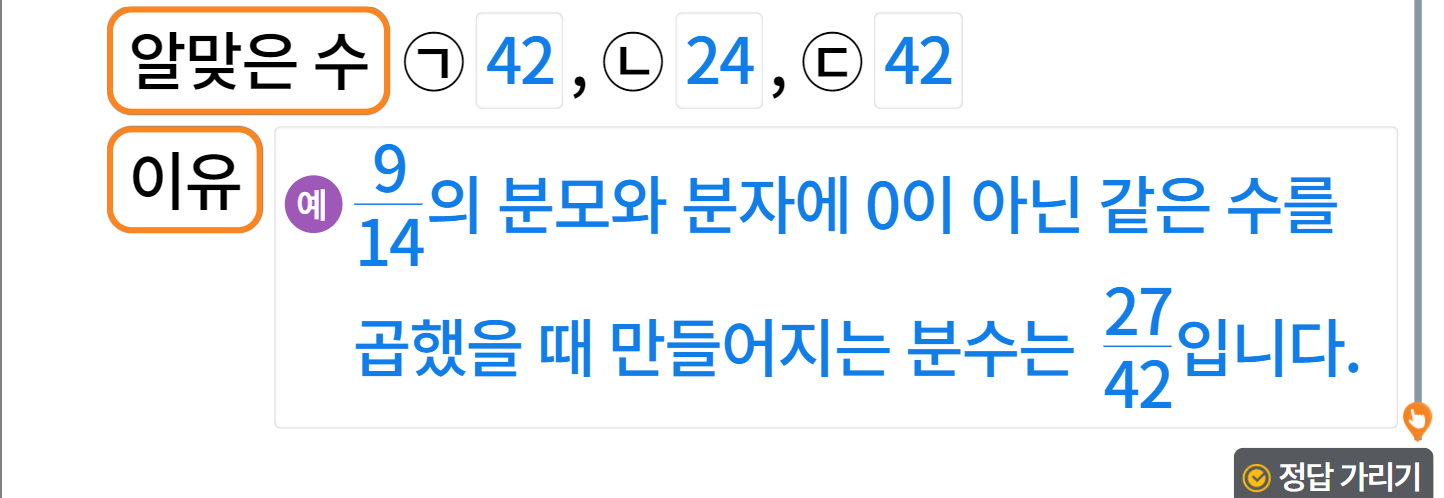 알맞은 수 ㉠ 42, ㉡ 24, ㉢ 42
이유 예 9/14의 분모와 분자에 0이 아닌 같은 수를
곱했을 때 만들어지는 분수는 27/42입니다.
정답 가리기